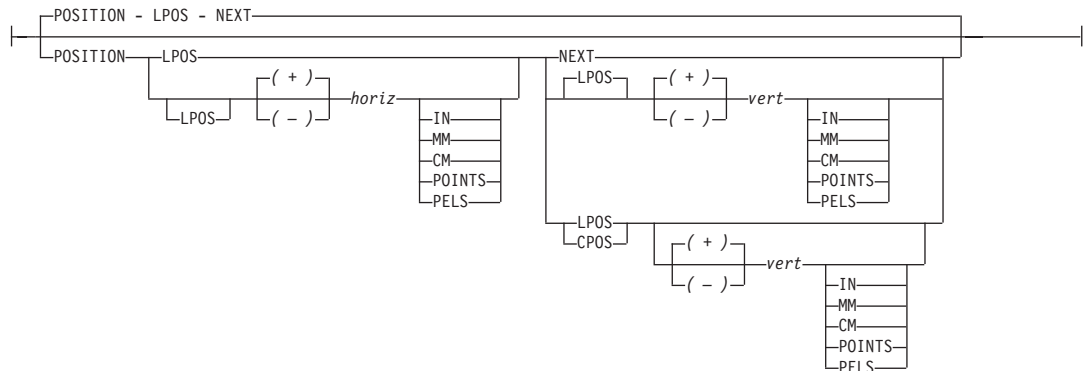 POSITION - LPOS - NEXT
POSITION LPOS NEXT
( + ) LPOS ( + )
LPOS ( – ) horiz ( – ) vert
IN IN
MM MM
CM CM
POINTS POINTS
PELS PELS
LPOS
CPOS ( + )
( – ) vert
IN
MM
CM
POINTS
PELS